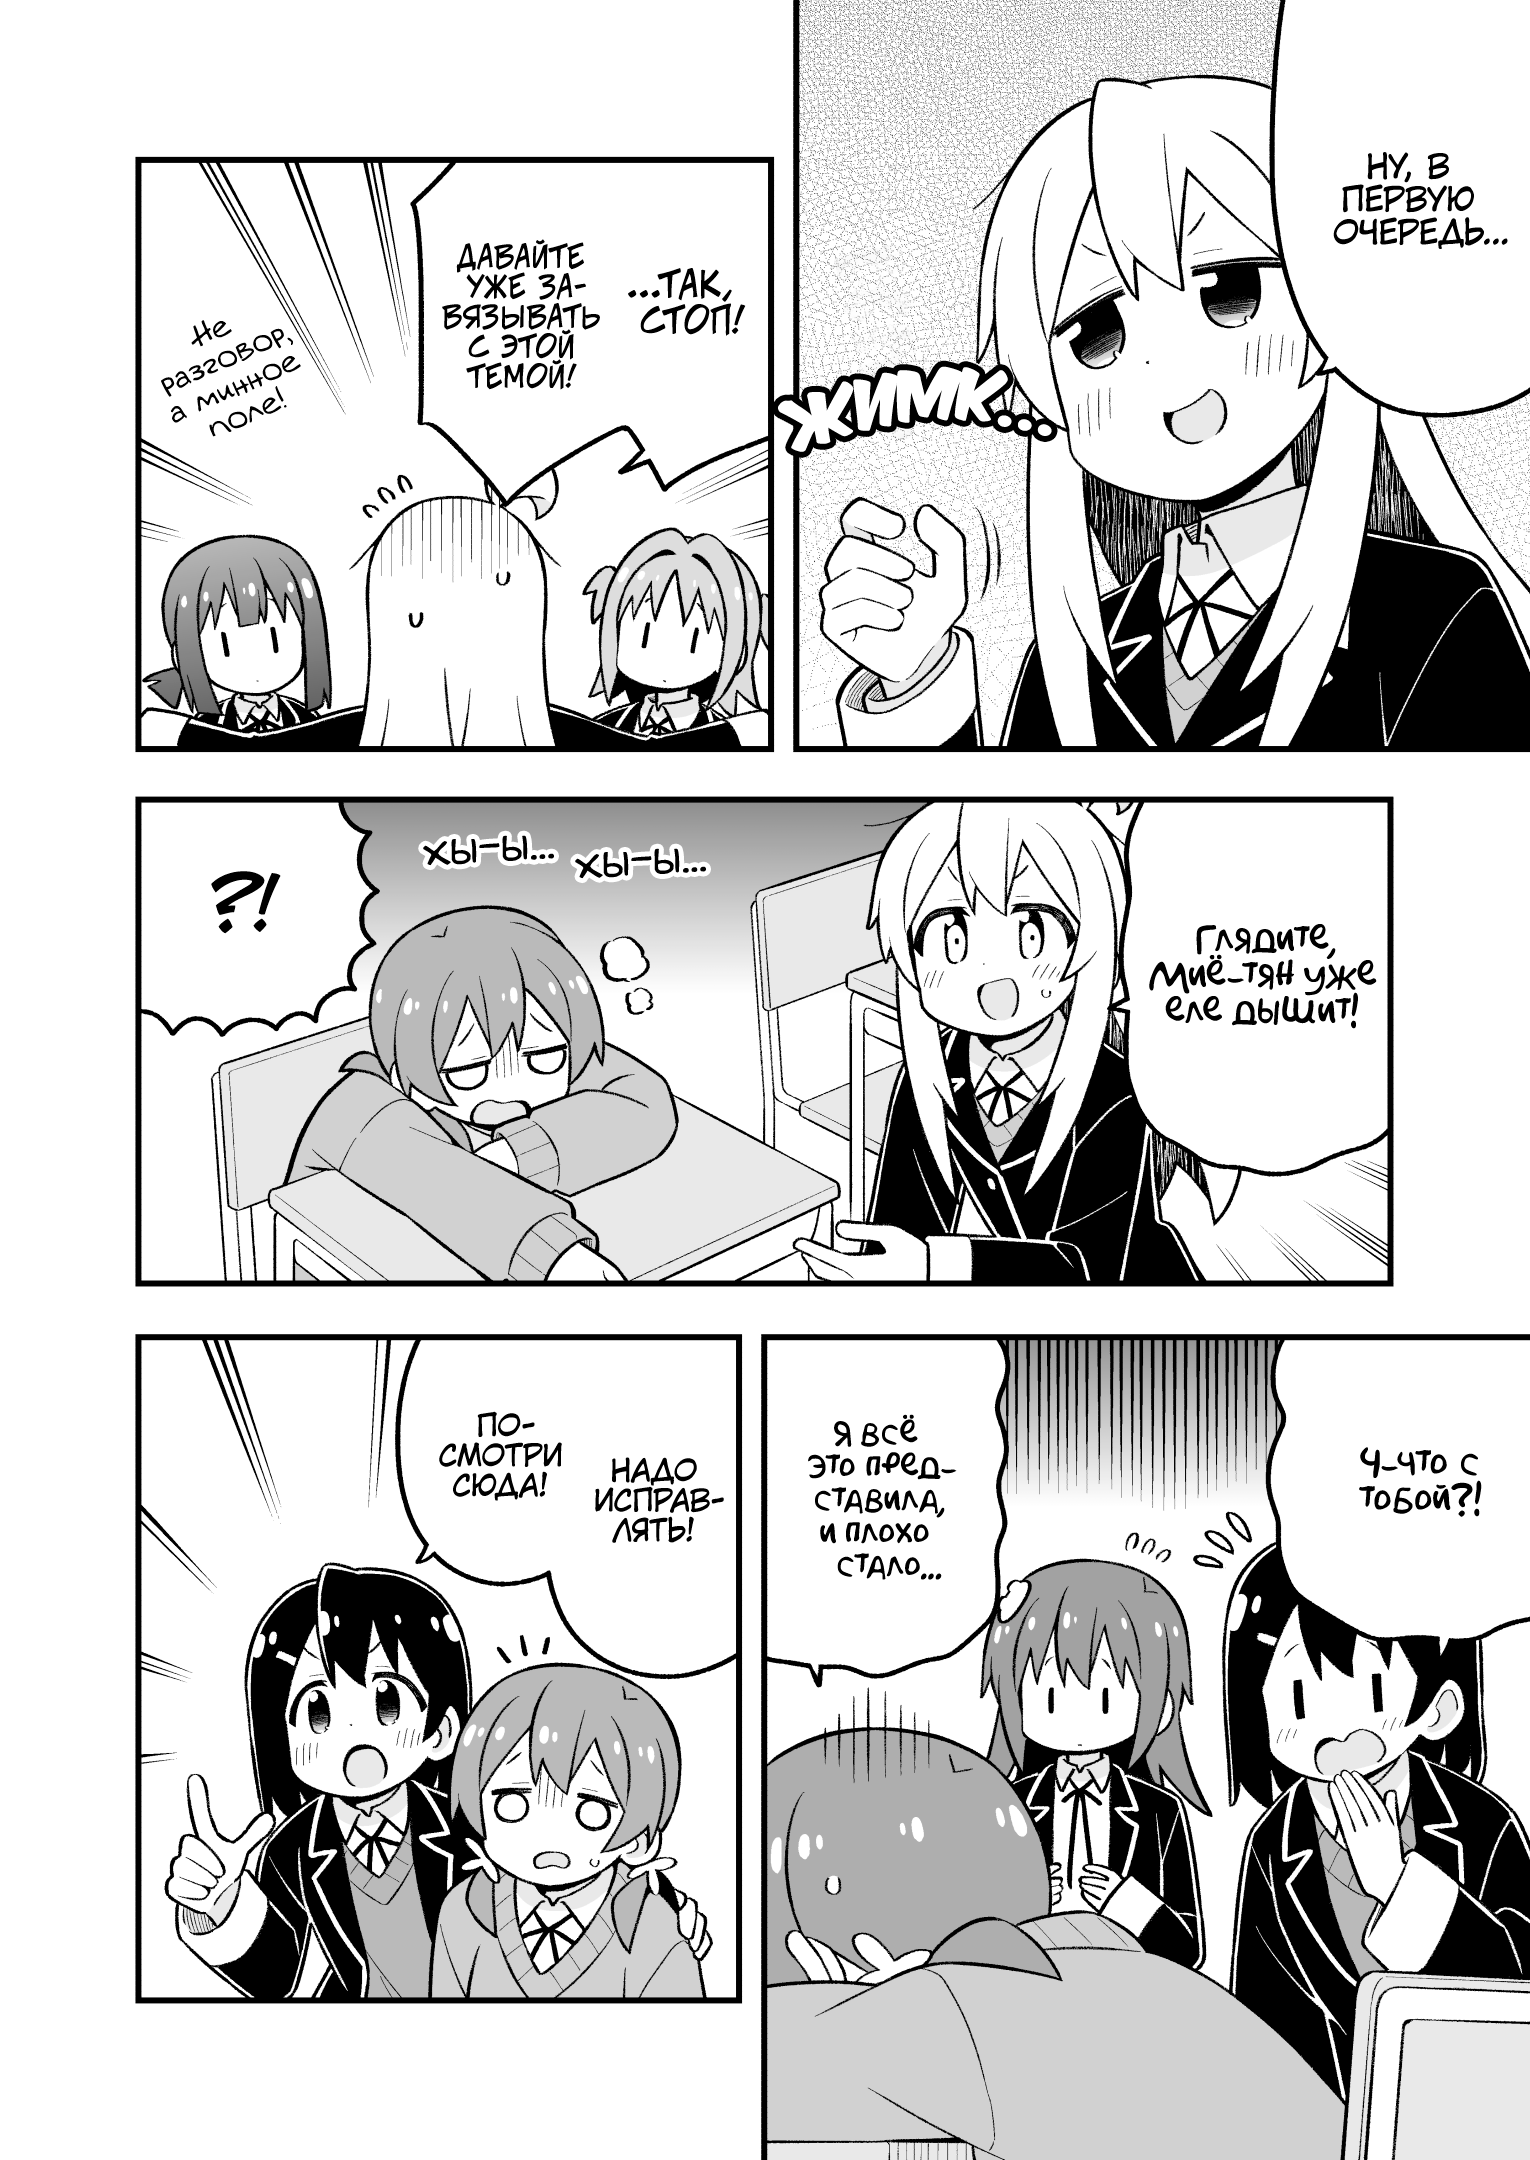 НУ, В
ПЕРВУЮ
ОЧЕРЕДЬ...
ЖИМК...
...ТАК,
СТОП!
ДАВАЙТЕ
УЖЕ ЗА-
ВЯЗЫВАТЬ
С ЭТОЙ
ТЕМОЙ!
Не
разговор,
а минное
поле!
Глядите,
Миё-тян уже
еле дышит!
хы-ы...
хы-ы...
?!
Ч-что с
тобой?!
Я всё
это пред-
ставила,
и плохо
стало...
НАДО
ИСПРАВ-
ЛЯТЬ!
ПО-
СМОТРИ
СЮДА!